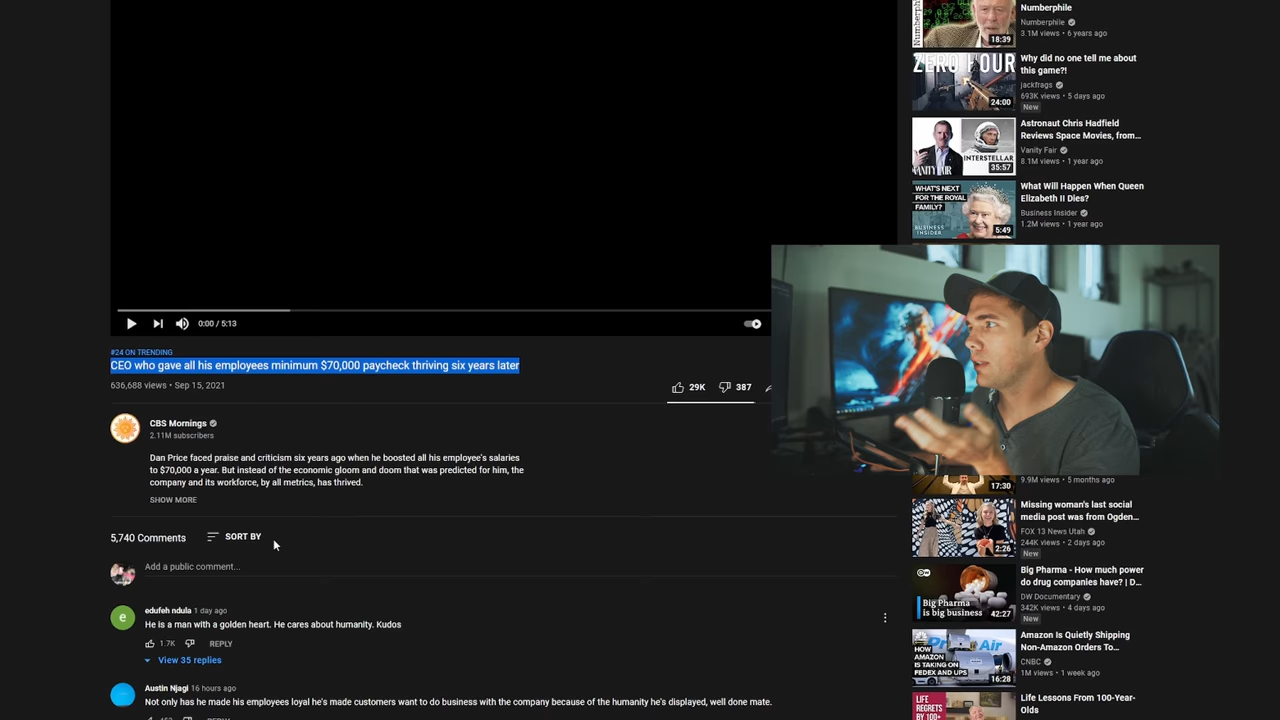 0:00 / 5:13
#24 ON TRENDING
CEO who gave all his employees minimum $70,000 paycheck thriving six years later
636,688 views • Sep 15, 2021
29K
387
CBS Mornings
2.11M subscribers
Dan Price faced praise and criticism six years ago when he boosted all his employee's salaries
to $70,000 a year. But instead of the economic gloom and doom that was predicted for him, the
company and its workforce, by all metrics, has thrived.
SHOW MORE
5,740 Comments
SORT BY
Add a public comment...
e
edufeh ndula 1 day ago
He is a man with a golden heart. He cares about humanity. Kudos
1.7K
REPLY
View 35 replies
Austin Njagi 16 hours ago
Not only has he made his employees loyal he's made customers want to do business with the company because of the humanity he's displayed, well done mate.
Numberphile
18:39
Numberphile
Numberphile
3.1M views • 6 years ago
ZERO HOUR
24:00
Why did no one tell me about
this game?!
jackfrags
693K views • 5 days ago
New
VANITY FAIR
INTERSTELLAR
35:57
Astronaut Chris Hadfield
Reviews Space Movies, from...
Vanity Fair
8.1M views • 1 year ago
WHAT'S NEXT
FOR THE ROYAL
FAMILY?
BUSINESS
INSIDER
5:49
What Will Happen When Queen
Elizabeth II Dies?
Business Insider
1.2M views • 1 year ago
17:30
9.9M views • 5 months ago
2:26
Missing woman's last social
media post was from Ogden...
FOX 13 News Utah
244K views • 2 days ago
New
DW
Big Pharma
is big business
42:27
Big Pharma - How much power
do drug companies have? | D...
DW Documentary
342K views • 4 days ago
New
HOW
AMAZON
IS TAKING ON
FEDEX AND UPS
16:28
Amazon Is Quietly Shipping
Non-Amazon Orders To...
CNBC
1M views • 1 week ago
LIFE
REGRETS
BY 100+
Life Lessons From 100-Year-
Olds